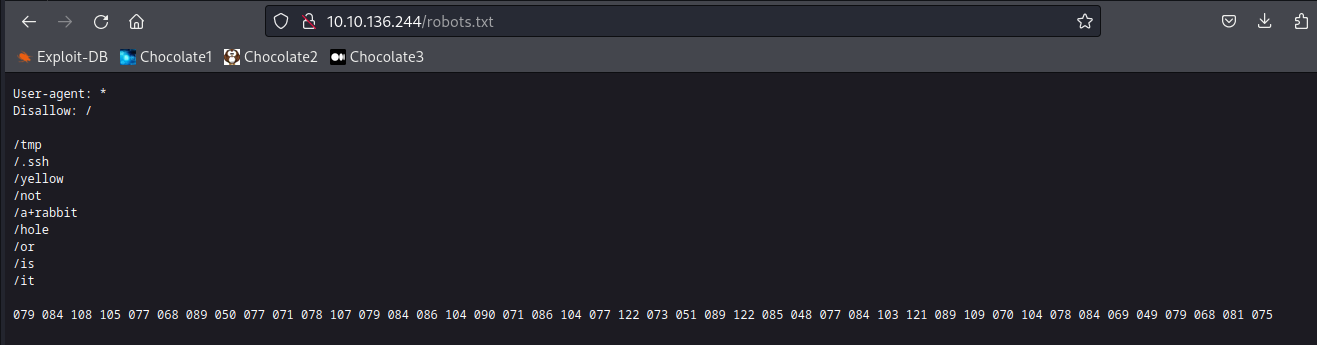 10.10.136.244/robots.txt
Exploit-DB Chocolate1 Chocolate2 Chocolate3
User-agent: *
Disallow: /
/tmp
/.ssh
/yellow
/not
/a+rabbit
/hole
/or
/is
/it
079 084 108 105 077 068 089 050 077 071 078 107 079 084 086 104 090 071 086 104 077 122 073 051 089 122 085 048 077 084 103 121 089 109 070 104 078 084 069 049 079 068 081 075